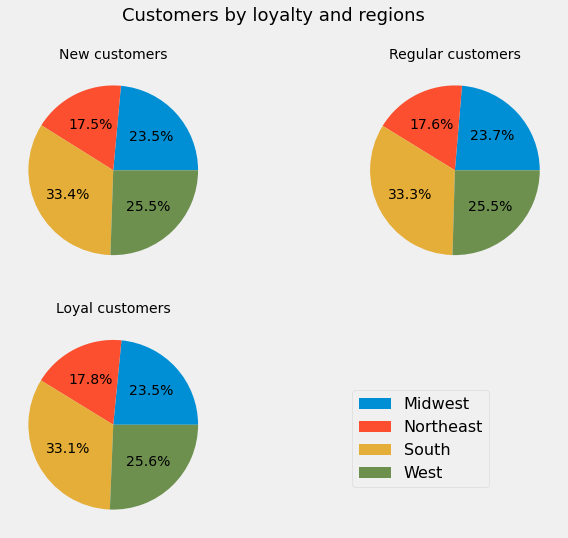 Customers by loyalty and regions
New customers
17.5%
23.5%
33.4%
25.5%
Regular customers
17.6%
23.7%
33.3%
25.5%
Loyal customers
17.8%
23.5%
33.1%
25.6%
Midwest
Northeast
South
West